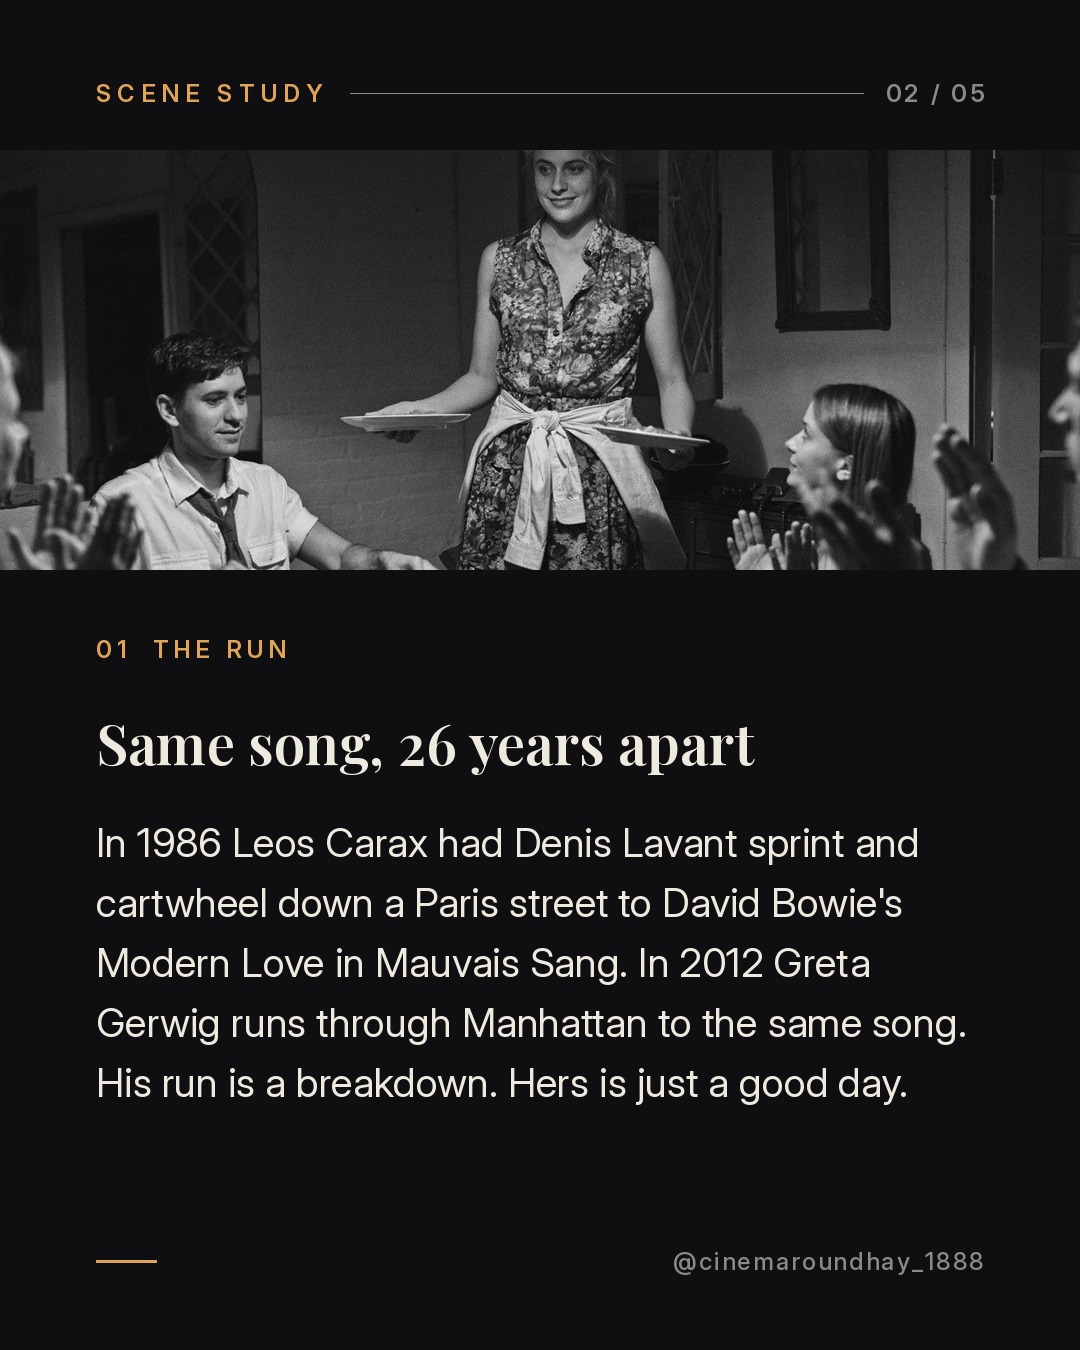 SCENE STUDY 02 / 05
01 THE RUN
Same song, 26 years apart
In 1986 Leos Carax had Denis Lavant sprint and
cartwheel down a Paris street to David Bowie's
Modern Love in Mauvais Sang. In 2012 Greta
Gerwig runs through Manhattan to the same song.
His run is a breakdown. Hers is just a good day.
@cinemaroundhay_1888